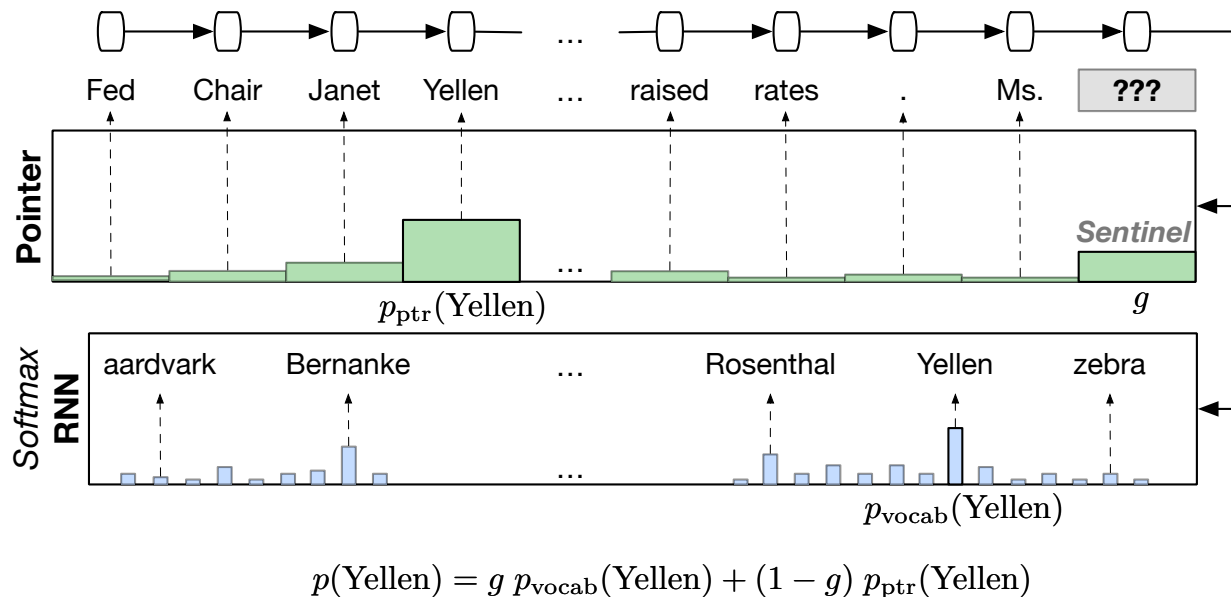 ...
Fed Chair Janet Yellen ... raised rates . Ms. ???
Pointer
Sentinel
...
p_ptr(Yellen) g
Softmax
RNN
aardvark Bernanke ... Rosenthal Yellen zebra
...
p_vocab(Yellen)
p(Yellen) = g p_vocab(Yellen) + (1 − g) p_ptr(Yellen)